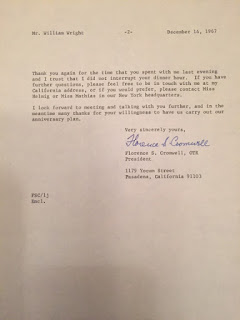 Mr. William Wright -2- December 14, 1967
Thank you again for the time that you spent with me last evening
and I trust that I did not interrupt your dinner hour. If you have
further questions, please feel free to be in touch with me at my
California address, or if you would prefer, please contact Miss
Helmig or Miss Mathias in our New York headquarters.
I look forward to meeting and talking with you further, and in the
meantime many thanks for your willingness to have us carry out our
anniversary plan.
Very sincerely yours,
Florence S. Cromwell
Florence S. Cromwell, OTR
President
1179 Street
Pasadena, California
FSC/lj
Encl.